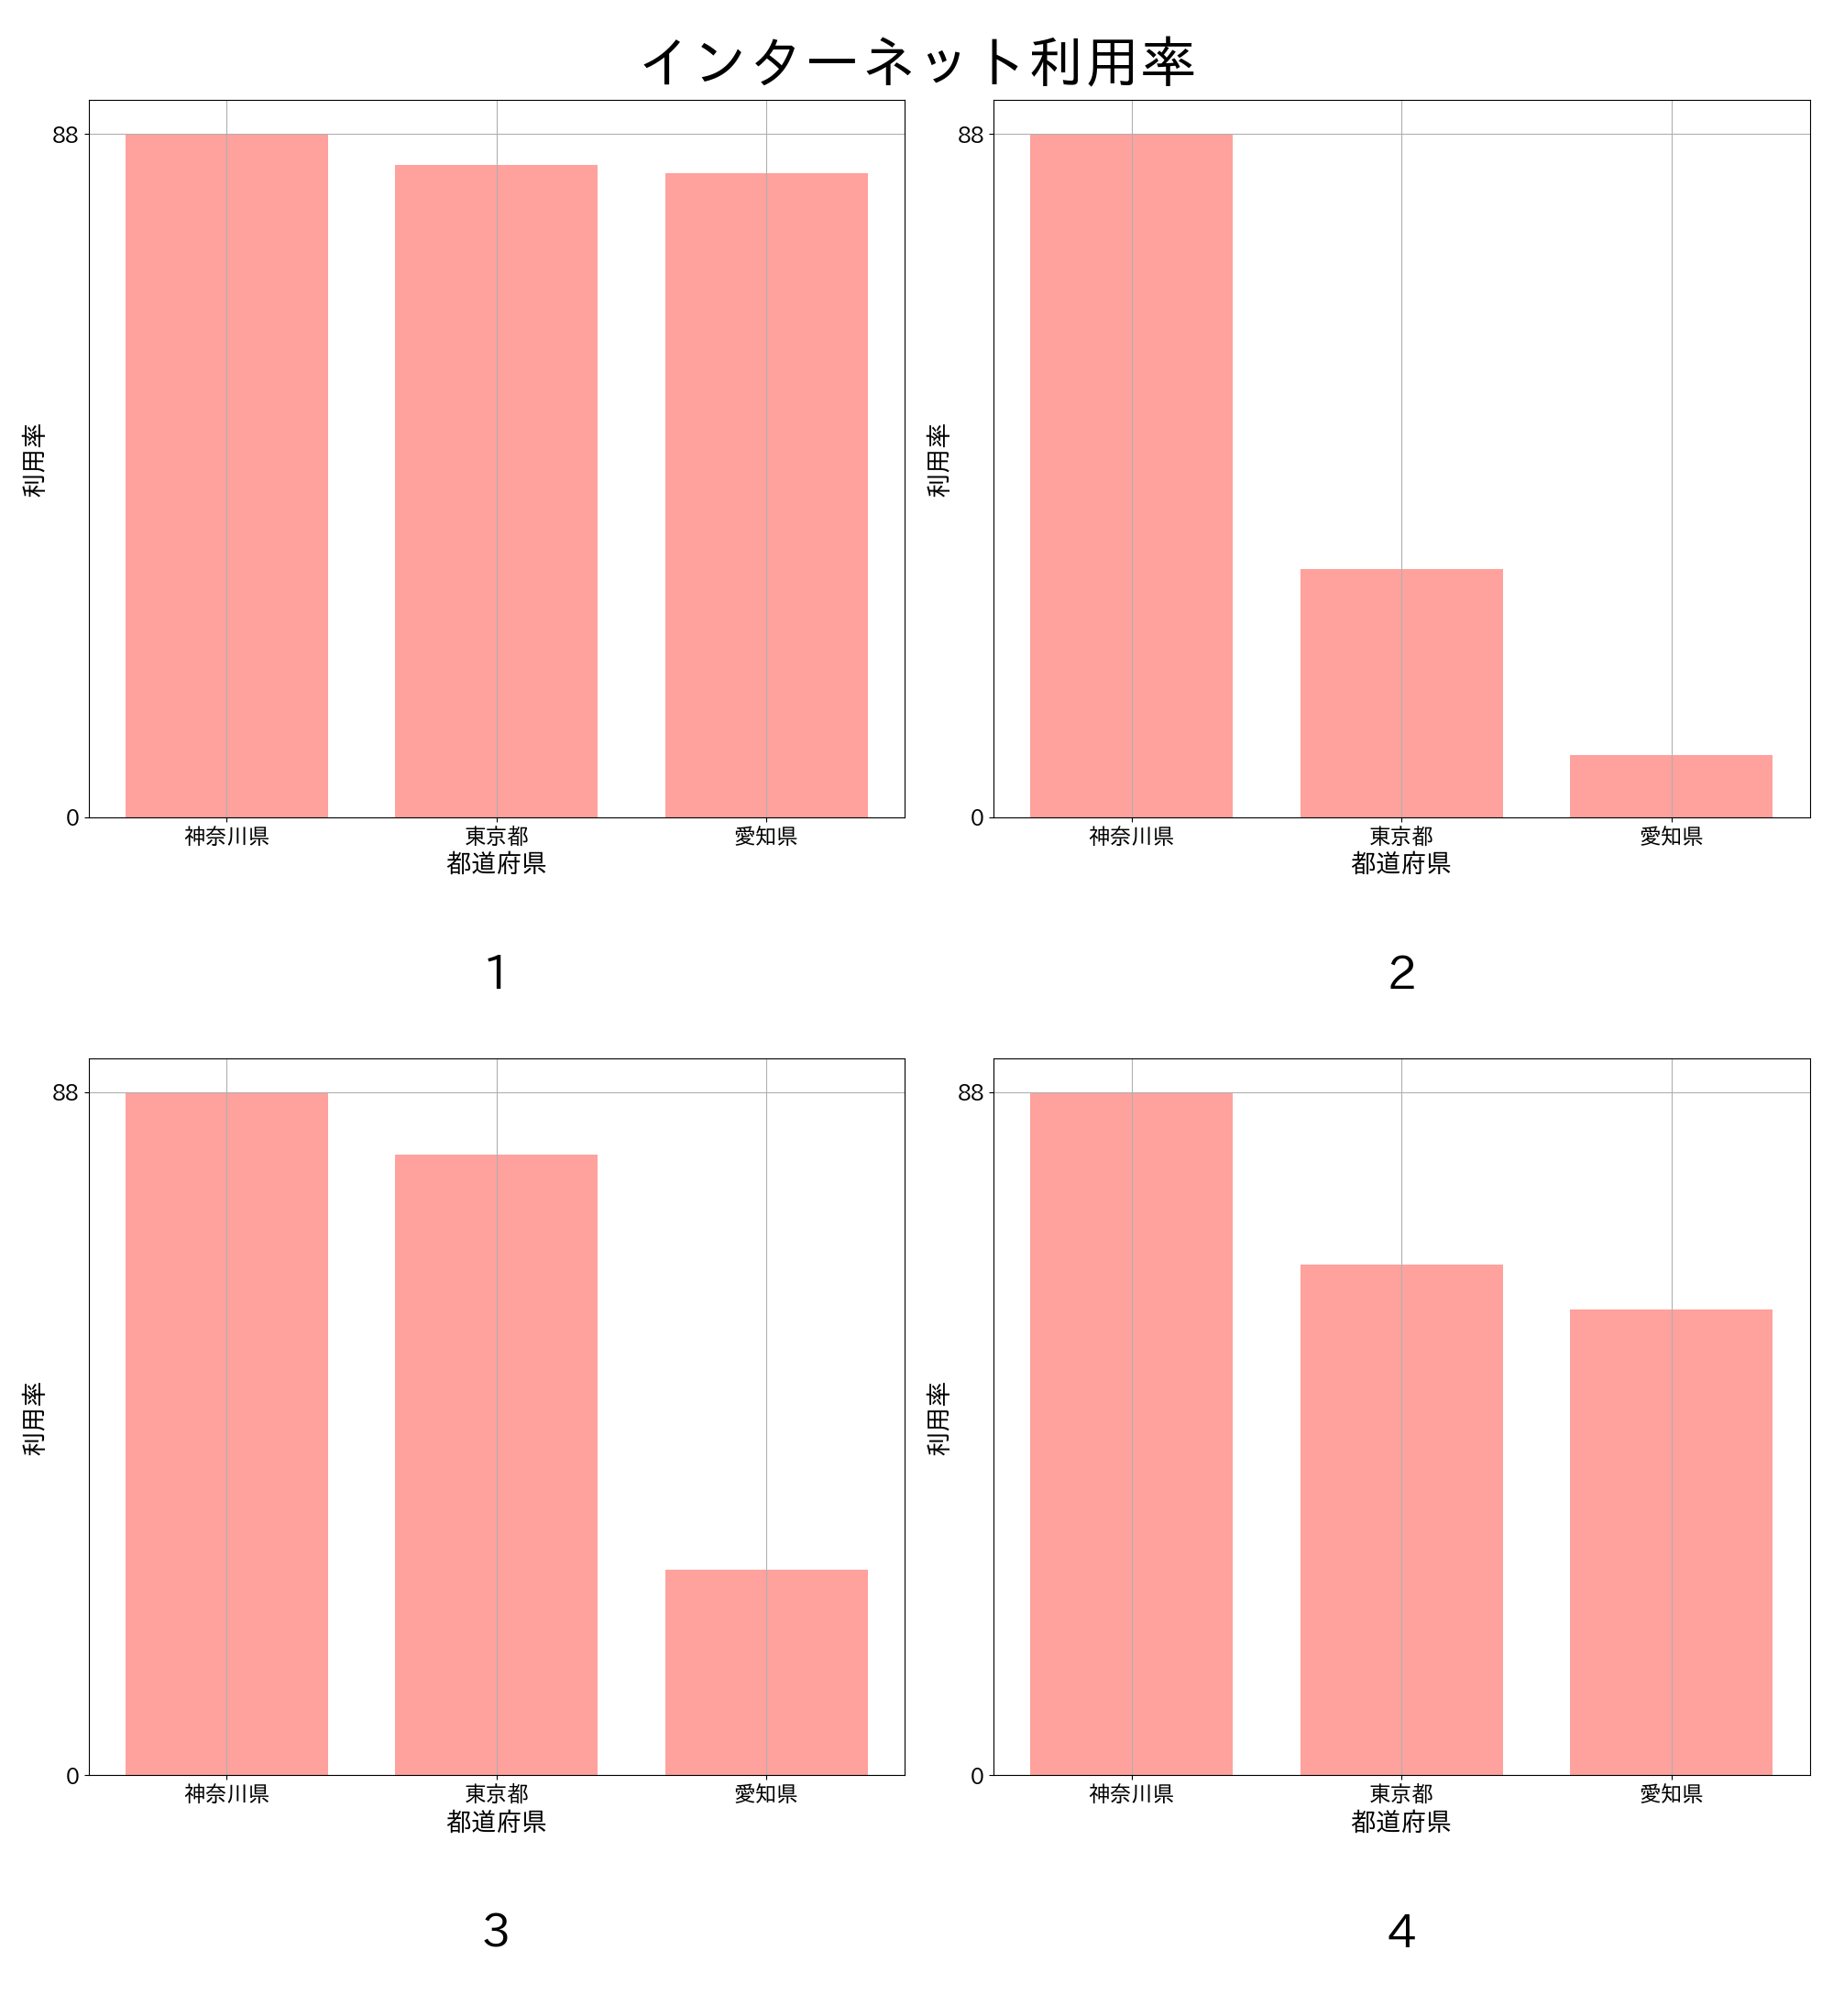 インターネット利用率
88
0
利用率
神奈川県 東京都 愛知県
都道府県
1
88
0
利用率
神奈川県 東京都 愛知県
都道府県
2
88
0
利用率
神奈川県 東京都 愛知県
都道府県
3
88
0
利用率
神奈川県 東京都 愛知県
都道府県
4